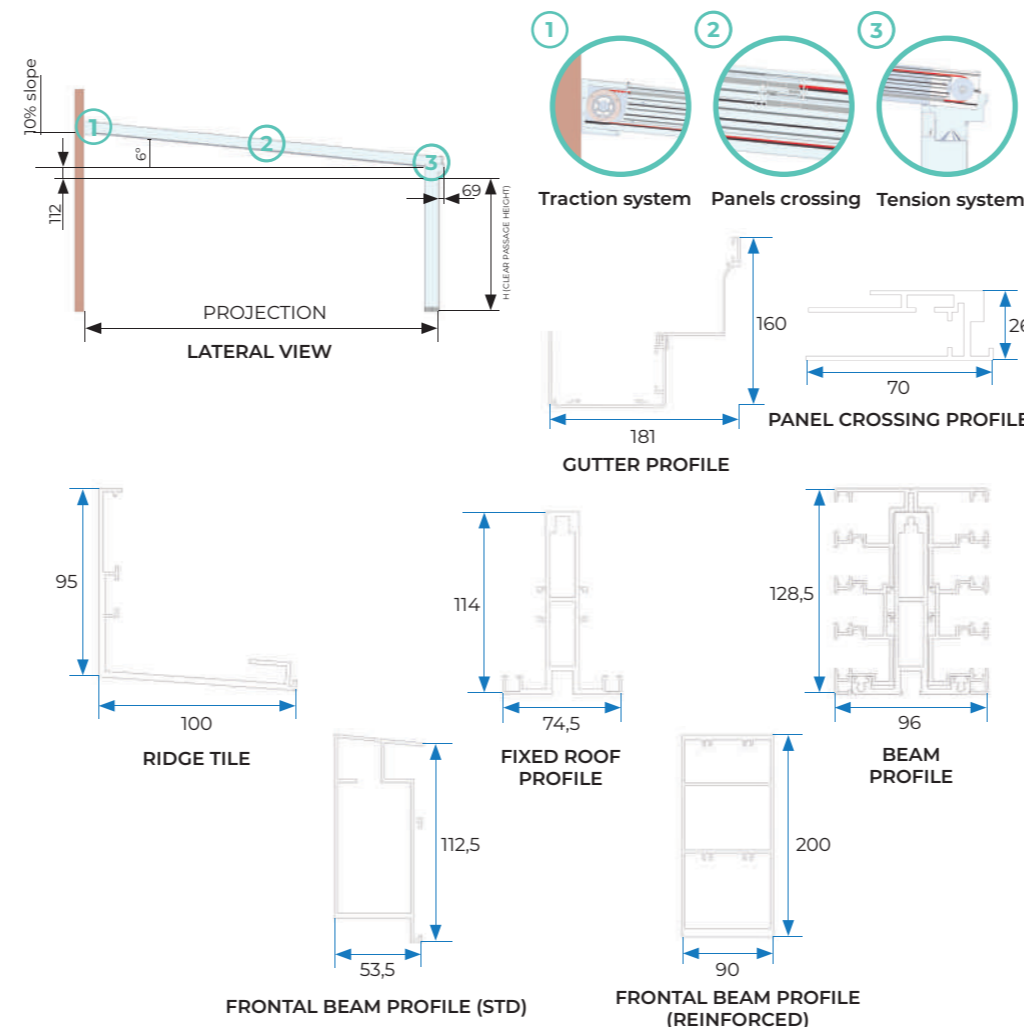 10% slope
1
2
3
6°
112
69
H (CLEAR PASSAGE HEIGHT)
PROJECTION
LATERAL VIEW
1
2
3
Traction system
Panels crossing
Tension system
160
181
GUTTER PROFILE
26
70
PANEL CROSSING PROFILE
95
100
RIDGE TILE
114
74,5
FIXED ROOF
PROFILE
128,5
96
BEAM
PROFILE
112,5
53,5
FRONTAL BEAM PROFILE (STD)
200
90
FRONTAL BEAM PROFILE
(REINFORCED)